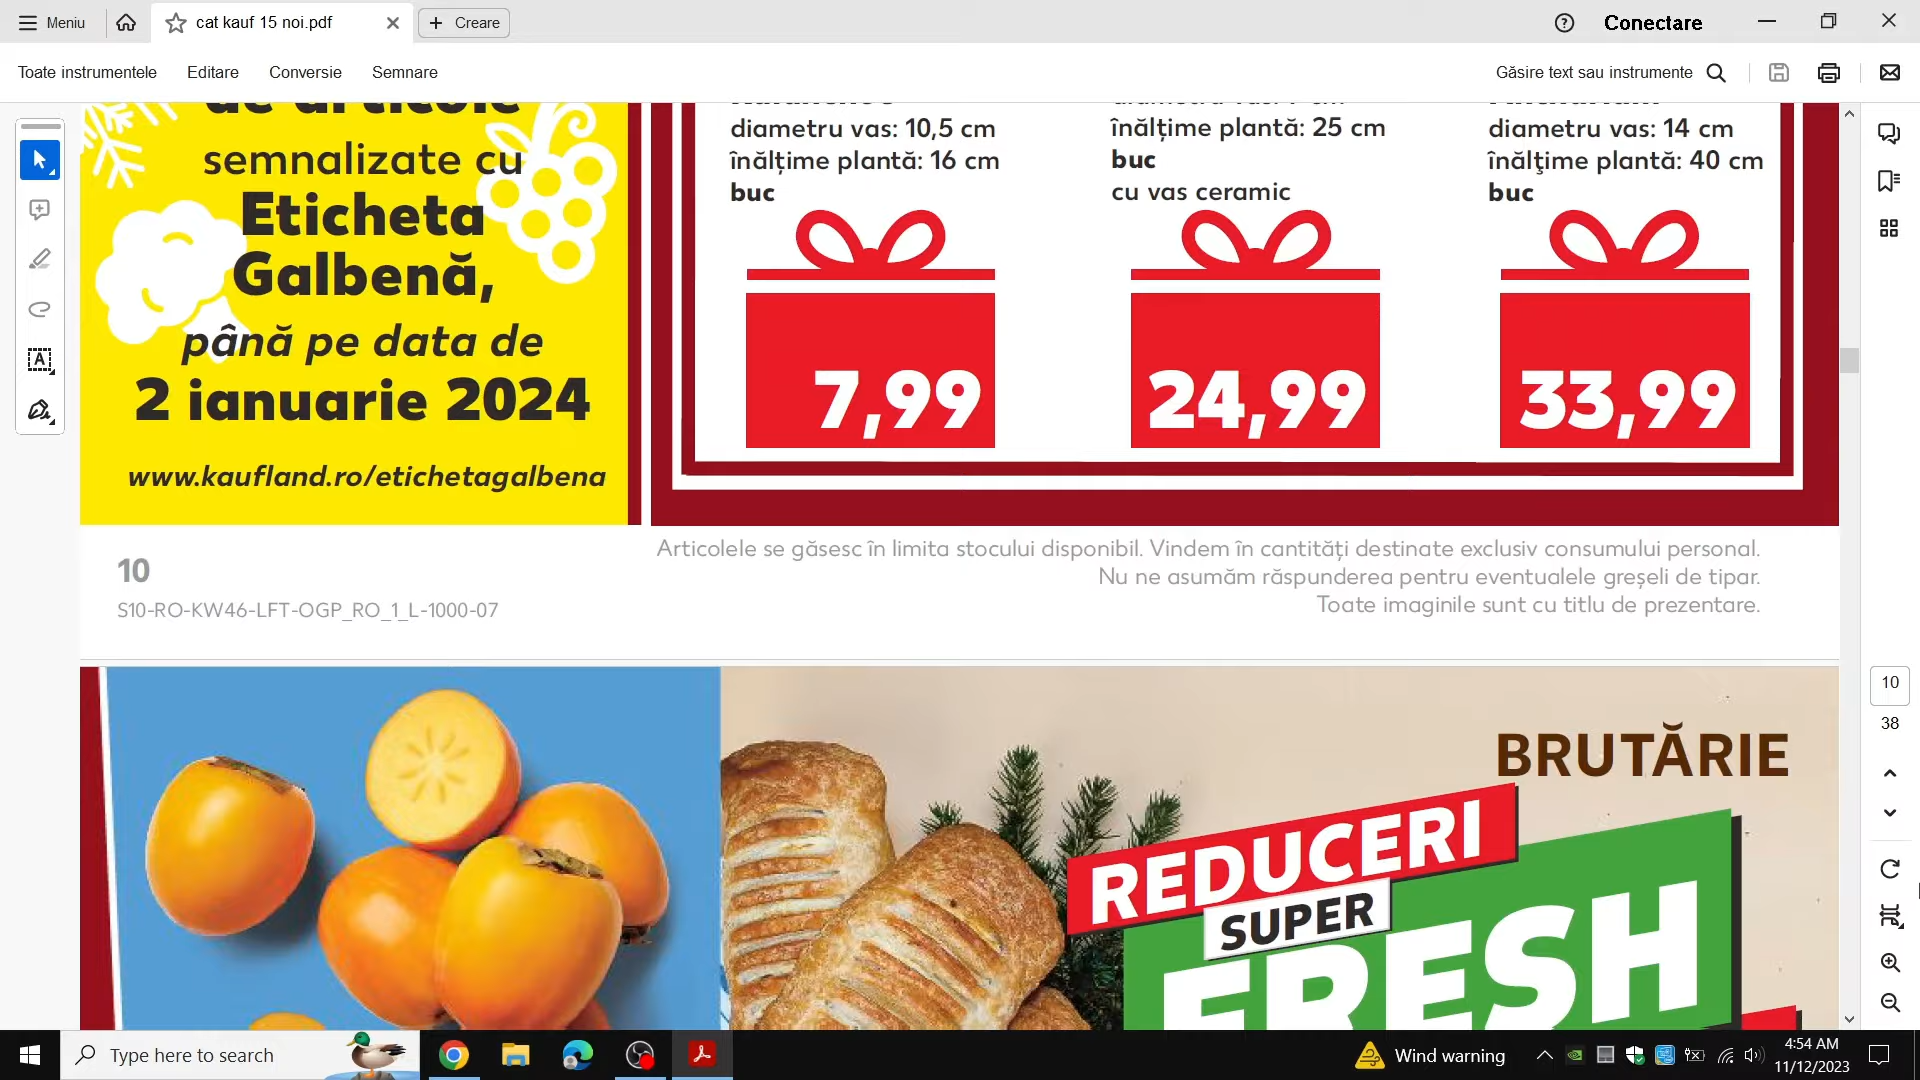 Meniu
cat kauf 15 noi.pdf
Creare
Conectare
Toate instrumentele
Editare
Conversie
Semnare
Găsire text sau instrumente
de articole
semnalizate cu
Eticheta
Galbenă,
până pe data de
2 ianuarie 2024
www.kaufland.ro/etichetagalbena
diametru vas: 10,5 cm
înălțime plantă: 16 cm
buc
7,99
înălțime plantă: 25 cm
buc
cu vas ceramic
24,99
diametru vas: 14 cm
înălţime plantă: 40 cm
buc
33,99
10
S10-RO-KW46-LFT-OGP_RO_1_L-1000-07
Articolele se găsesc în limita stocului disponibil. Vindem în cantități destinate exclusiv consumului personal.
Nu ne asumăm răspunderea pentru eventualele greșeli de tipar.
Toate imaginile sunt cu titlu de prezentare.
BRUTĂRIE
REDUCERI
SUPER
FRESH
10
38
Type here to search
Wind warning
4:54 AM
11/12/2023